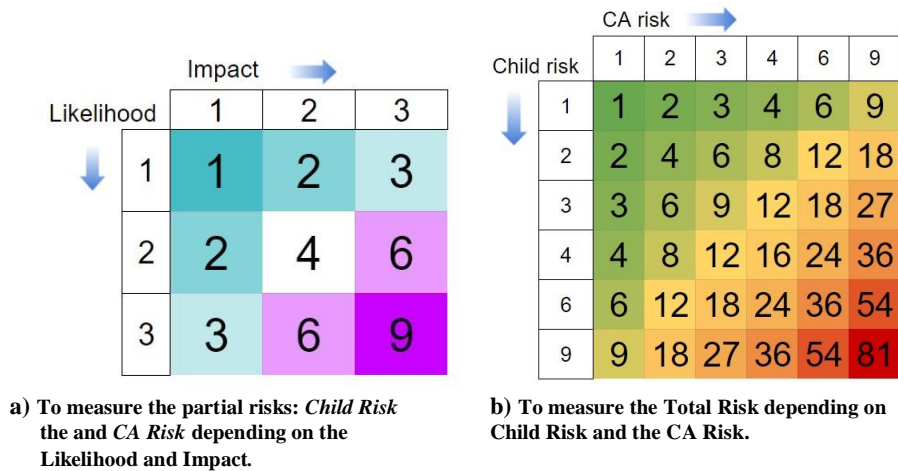 Impact
Likelihood 1 2 3
1 1 2 3
2 2 4 6
3 3 6 9
a) To measure the partial risks: Child Risk
the and CA Risk depending on the
Likelihood and Impact.
CA risk
Child risk 1 2 3 4 6 9
1 1 2 3 4 6 9
2 2 4 6 8 12 18
3 3 6 9 12 18 27
4 4 8 12 16 24 36
6 6 12 18 24 36 54
9 9 18 27 36 54 81
b) To measure the Total Risk depending on
Child Risk and the CA Risk.